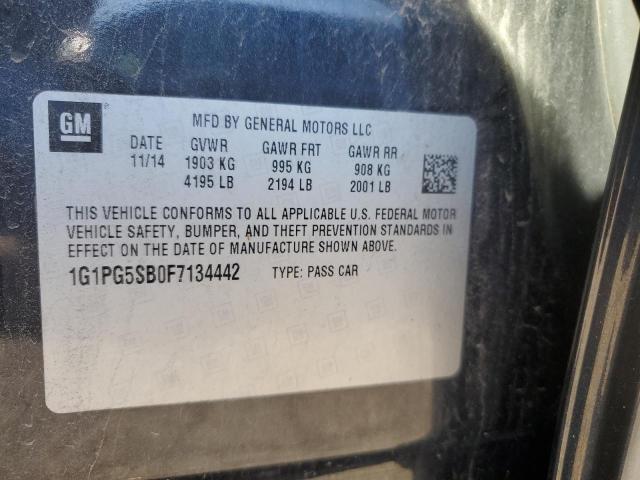 GM
MFD BY GENERAL MOTORS LLC
DATE GVWR GAWR FRT GAWR RR
11/14 1903 KG 995 KG 908 KG
4195 LB 2194 LB 2001 LB
THIS VEHICLE CONFORMS TO ALL APPLICABLE U.S. FEDERAL MOTOR
VEHICLE SAFETY, BUMPER, AND THEFT PREVENTION STANDARDS IN
EFFECT ON THE DATE OF MANUFACTURE SHOWN ABOVE.
1G1PG5SB0F7134442 TYPE: PASS CAR